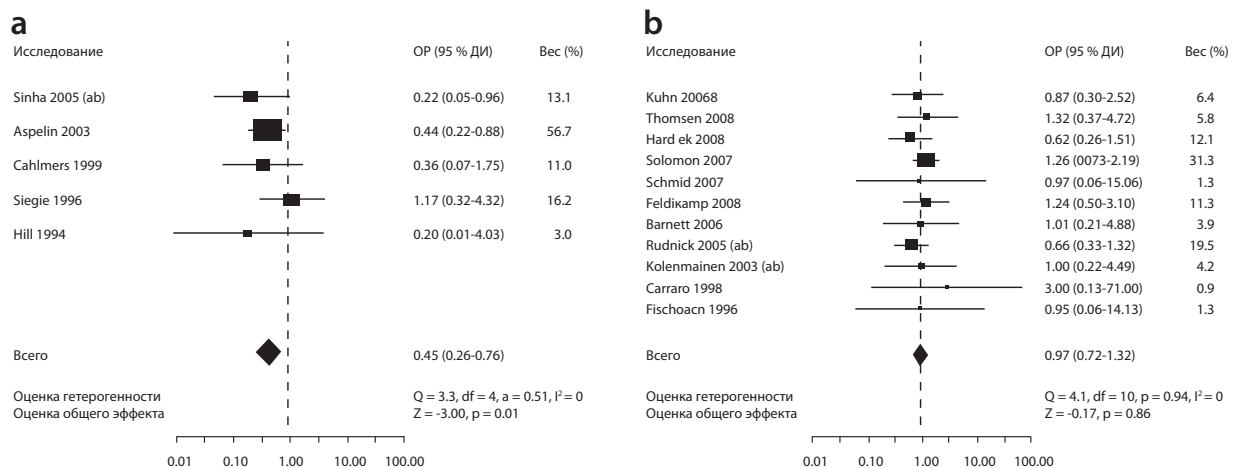 a
Исследование ОР (95 % ДИ) Вес (%)
Sinha 2005 (ab) 0.22 (0.05-0.96) 13.1
Aspelin 2003 0.44 (0.22-0.88) 56.7
Cahlmers 1999 0.36 (0.07-1.75) 11.0
Siegie 1996 1.17 (0.32-4.32) 16.2
Hill 1994 0.20 (0.01-4.03) 3.0
Всего 0.45 (0.26-0.76)
Оценка гетерогенности Q = 3.3, df = 4, a = 0.51, I² = 0
Оценка общего эффекта Z = -3.00, p = 0.01
0.01 0.10 1.00 10.00 100.00
b
Исследование ОР (95 % ДИ) Вес (%)
Kuhn 20068 0.87 (0.30-2.52) 6.4
Thomsen 2008 1.32 (0.37-4.72) 5.8
Hard ek 2008 0.62 (0.26-1.51) 12.1
Solomon 2007 1.26 (0073-2.19) 31.3
Schmid 2007 0.97 (0.06-15.06) 1.3
Feldiкamp 2008 1.24 (0.50-3.10) 11.3
Barnett 2006 1.01 (0.21-4.88) 3.9
Rudnick 2005 (ab) 0.66 (0.33-1.32) 19.5
Kolenmainen 2003 (ab) 1.00 (0.22-4.49) 4.2
Carraro 1998 3.00 (0.13-71.00) 0.9
Fischoacn 1996 0.95 (0.06-14.13) 1.3
Всего 0.97 (0.72-1.32)
Оценка гетерогенности Q = 4.1, df = 10, p = 0.94, I² = 0
Оценка общего эффекта Z = -0.17, p = 0.86
0.01 0.10 1.00 10.00 100.00